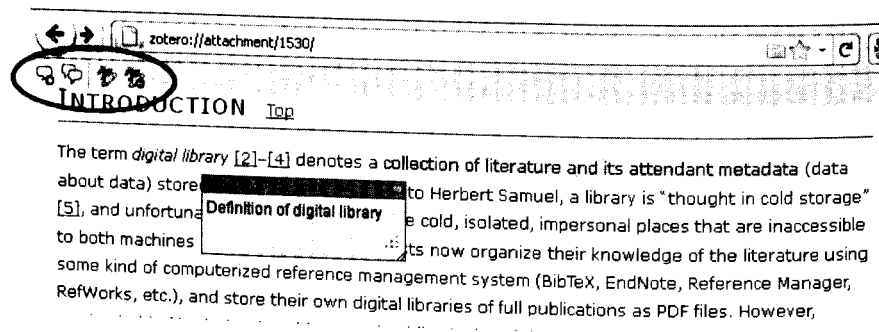 zotero://attachment/1530/
INTRODUCTION Top
The term digital library [2]-[4] denotes a collection of literature and its attendant metadata (data
about data) store to Herbert Samuel, a library is "thought in cold storage"
[5], and unfortuna e cold, isolated, impersonal places that are inaccessible
Definition of digital library
to both machines ts now organize their knowledge of the literature using
some kind of computerized reference management system (BibTeX, EndNote, Reference Manager,
RefWorks, etc.), and store their own digital libraries of full publications as PDF files. However,